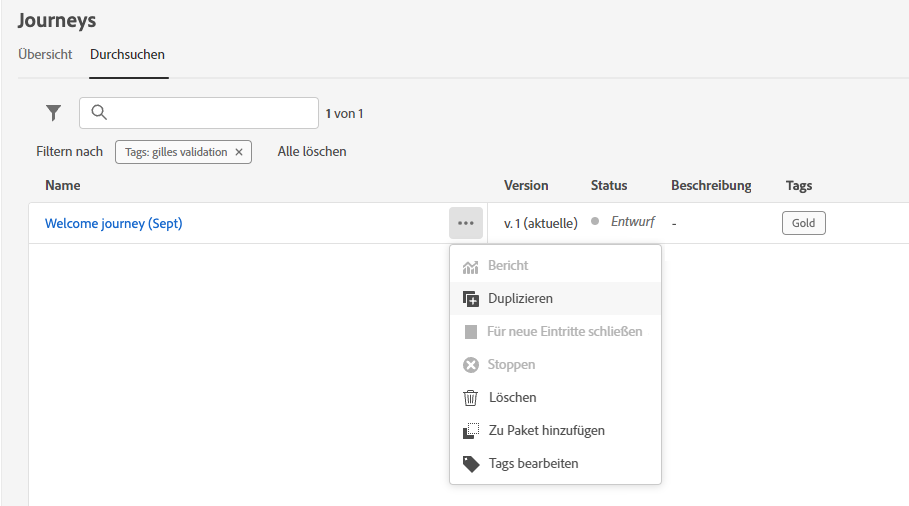 Journeys
Übersicht Durchsuchen
1 von 1
Filtern nach Tags: gilles validation × Alle löschen
Name Version Status Beschreibung Tags
Welcome journey (Sept) ••• v. 1 (aktuelle) Entwurf - Gold
Bericht
Duplizieren
Für neue Eintritte schließen
Stoppen
Löschen
Zu Paket hinzufügen
Tags bearbeiten